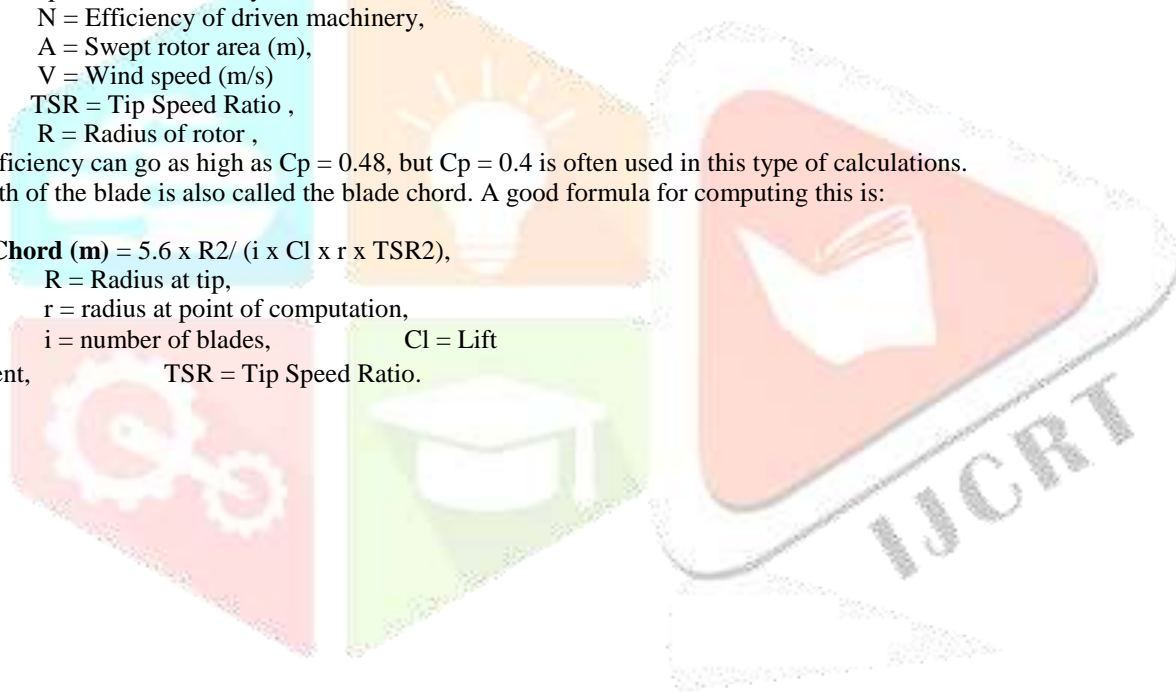 N = Efficiency of driven machinery,
A = Swept rotor area (m),
V = Wind speed (m/s)
TSR = Tip Speed Ratio ,
R = Radius of rotor ,
ficiency can go as high as Cp = 0.48, but Cp = 0.4 is often used in this type of calculations.
th of the blade is also called the blade chord. A good formula for computing this is:
Chord (m) = 5.6 x R2/ (i x Cl x r x TSR2),
R = Radius at tip,
r = radius at point of computation,
i = number of blades, Cl = Lift
ent, TSR = Tip Speed Ratio.
IJCRT